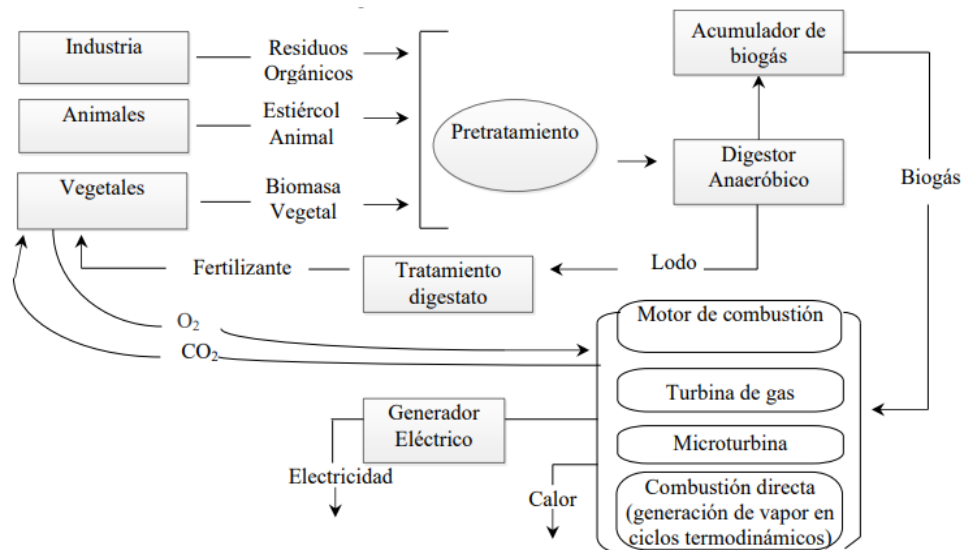 Industria
Residuos
Orgánicos
Animales
Estiércol
Animal
Vegetales
Biomasa
Vegetal
Pretratamiento
Acumulador de
biogás
Digestor
Anaeróbico
Biogás
Fertilizante
Tratamiento
digestato
Lodo
O2
CO2
Motor de combustión
Turbina de gas
Microturbina
Combustión directa
(generación de vapor en
ciclos termodinámicos)
Generador
Eléctrico
Electricidad
Calor